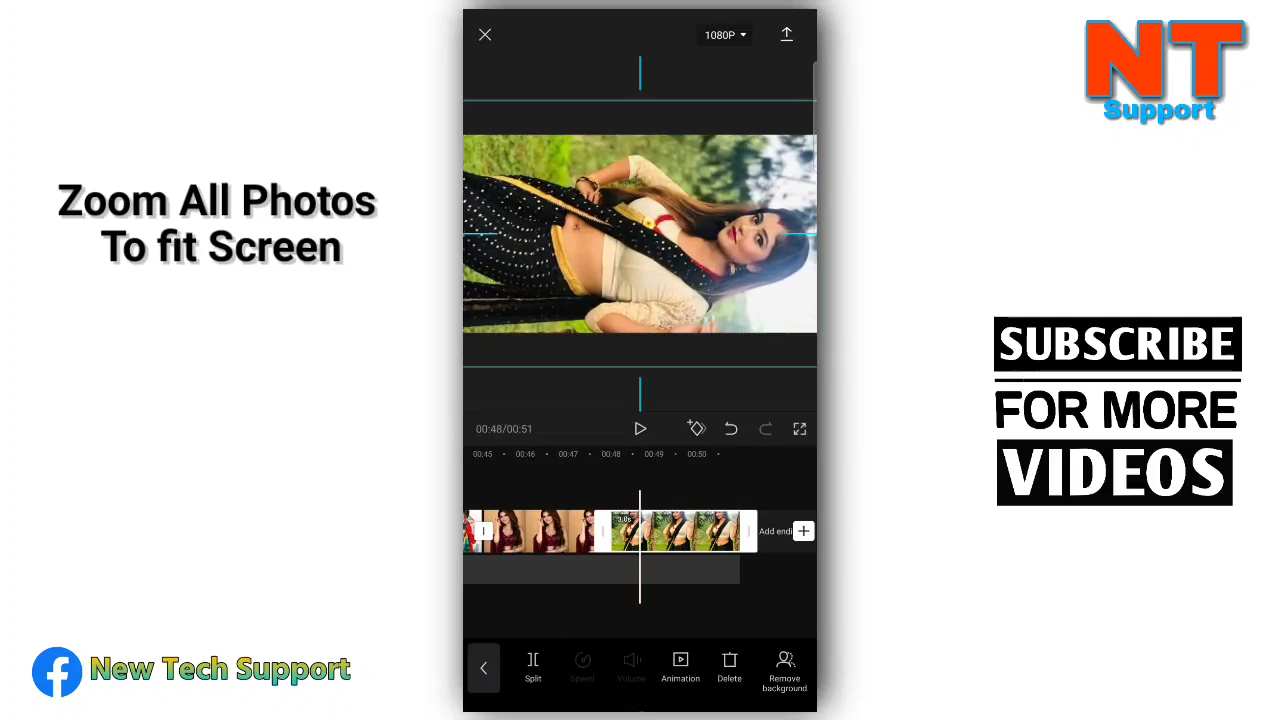 1080P
NT
Support
Zoom All Photos
To fit Screen
SUBSCRIBE
FOR MORE
VIDEOS
00:48/00:51
00:45 00:46 00:47 00:48 00:49 00:50
3.0s
Add endi
Split Speed Volume Animation Delete Remove background
New Tech Support